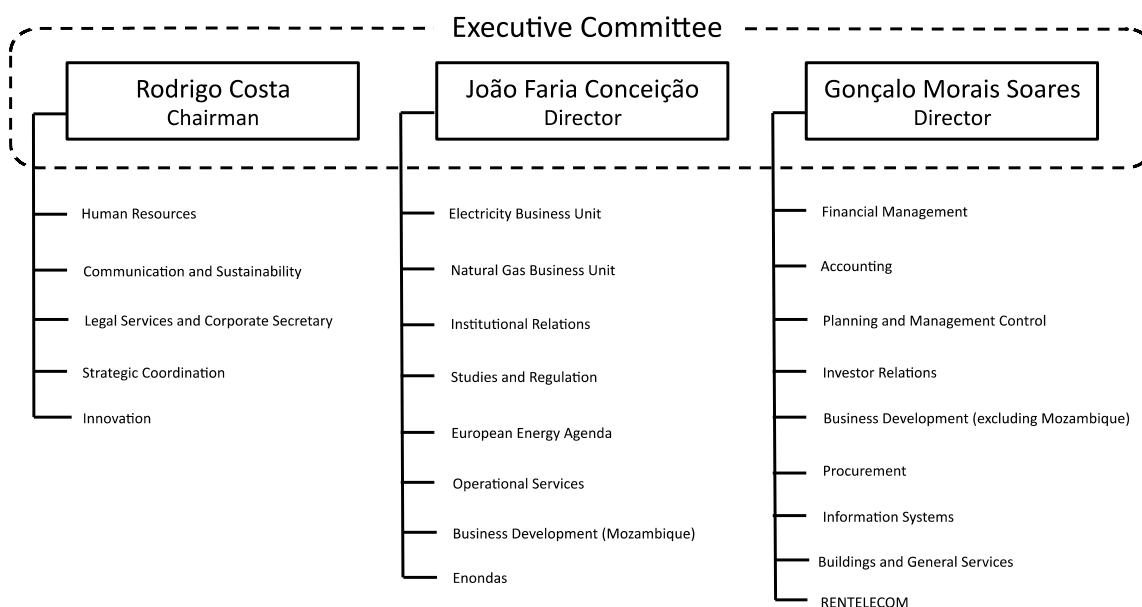 Executive Committee
Rodrigo Costa
Chairman
Human Resources
Communication and Sustainability
Legal Services and Corporate Secretary
Strategic Coordination
Innovation
João Faria Conceição
Director
Electricity Business Unit
Natural Gas Business Unit
Institutional Relations
Studies and Regulation
European Energy Agenda
Operational Services
Business Development (Mozambique)
Enondas
Gonçalo Morais Soares
Director
Financial Management
Accounting
Planning and Management Control
Investor Relations
Business Development (excluding Mozambique)
Procurement
Information Systems
Buildings and General Services
RENTELECOM